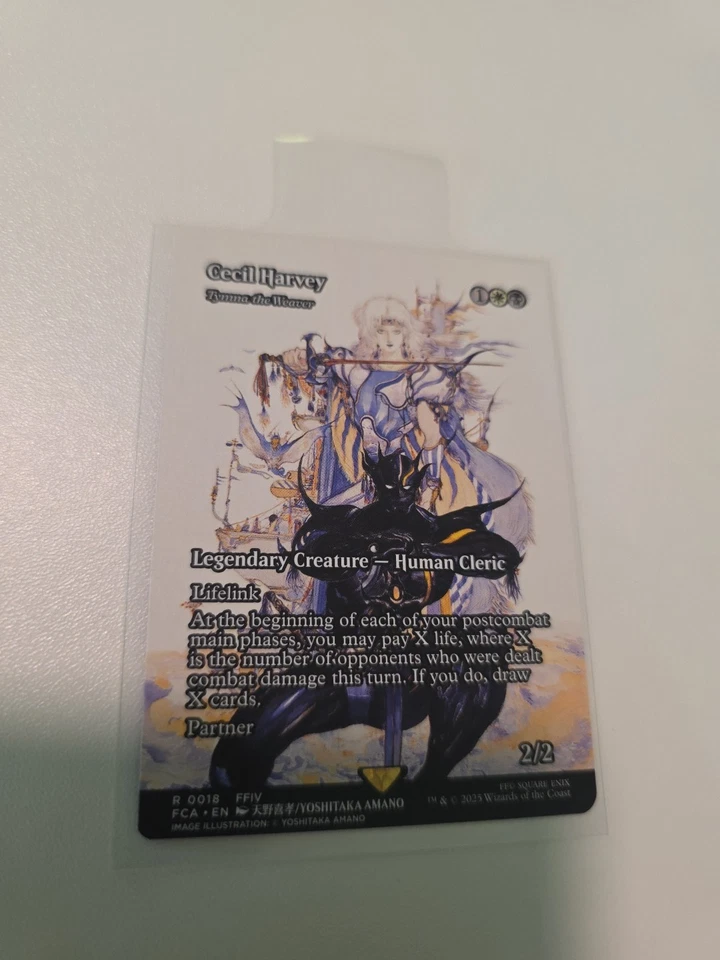 Cecil Harvey
Tymna, the Weaver
1
Legendary Creature — Human Cleric
Lifelink
At the beginning of each of your postcombat
main phases, you may pay X life, where X
is the number of opponents who were dealt
combat damage this turn. If you do, draw
X cards.
Partner
2/2
R 0018 FFIV
FCA • EN 天野喜孝/YOSHITAKA AMANO
IMAGE ILLUSTRATION © YOSHITAKA AMANO
FF© SQUARE ENIX
™ & © 2025 Wizards of the Coast